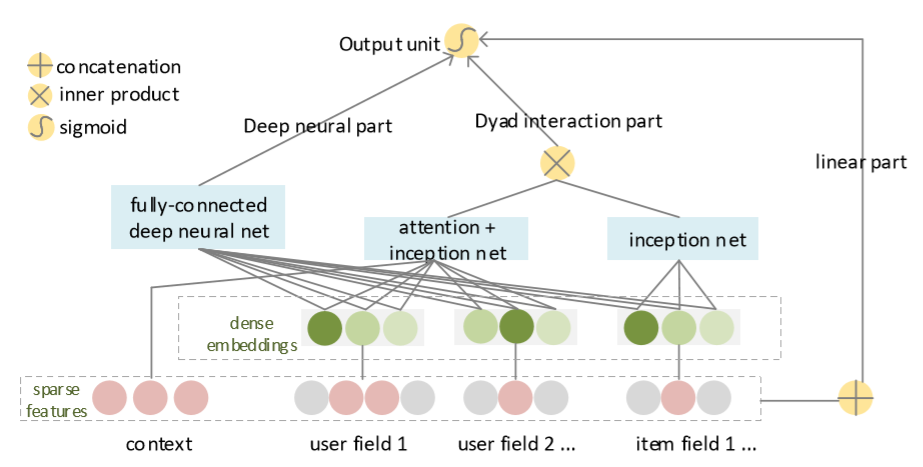 Output unit
concatenation
inner product
sigmoid
Deep neural part
Dyad interaction part
linear part
fully-connected
deep neural net
attention +
inception net
inception net
dense
embeddings
sparse
features
context
user field 1
user field 2 ...
item field 1 ...